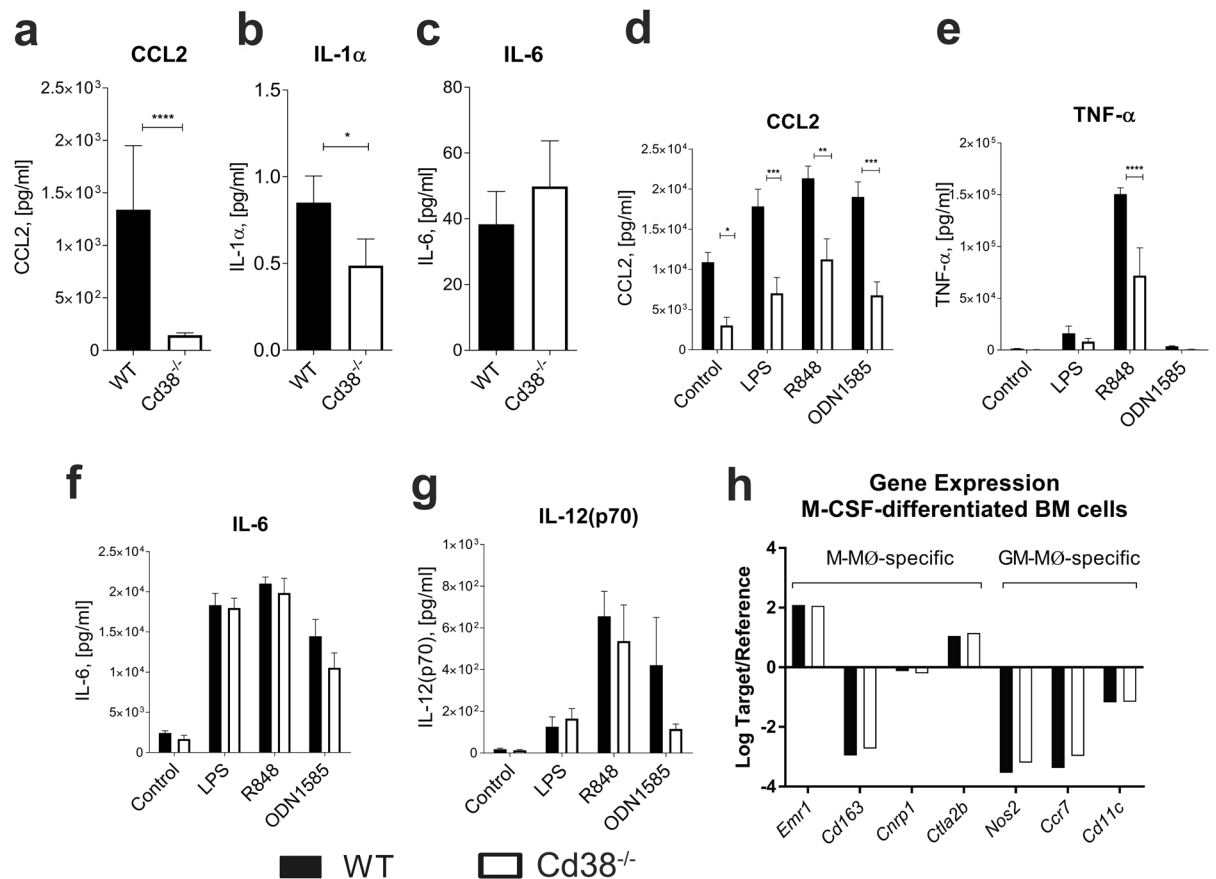 a
CCL2
CCL2, [pg/ml]
2.5×10³
2×10³
1.5×10³
1×10³
5×10²
0
****
WT
Cd38-/-
b
IL-1α
IL-1α, [pg/ml]
1.5
1.0
0.5
0.0
*
WT
Cd38-/-
c
IL-6
IL-6, [pg/ml]
80
60
40
20
0
WT
Cd38-/-
d
CCL2
CCL2, [pg/ml]
2.5×10⁴
2×10⁴
1.5×10⁴
1×10⁴
5×10³
0
*
***
**
***
Control
LPS
R848
ODN1585
e
TNF-α
TNF-α, [pg/ml]
2×10⁵
1.5×10⁵
1×10⁵
5×10⁴
0
****
Control
LPS
R848
ODN1585
f
IL-6
IL-6, [pg/ml]
2.5×10⁴
2×10⁴
1.5×10⁴
1×10⁴
5×10³
0
Control
LPS
R848
ODN1585
g
IL-12(p70)
IL-12(p70), [pg/ml]
1×10³
8×10²
6×10²
4×10²
2×10²
0
Control
LPS
R848
ODN1585
h
Gene Expression
M-CSF-differentiated BM cells
M-MØ-specific
GM-MØ-specific
Log Target/Reference
4
2
0
-2
-4
Emr1
Cd163
Cnrp1
Ctla2b
Nos2
Ccr7
Cd11c
WT
Cd38-/-